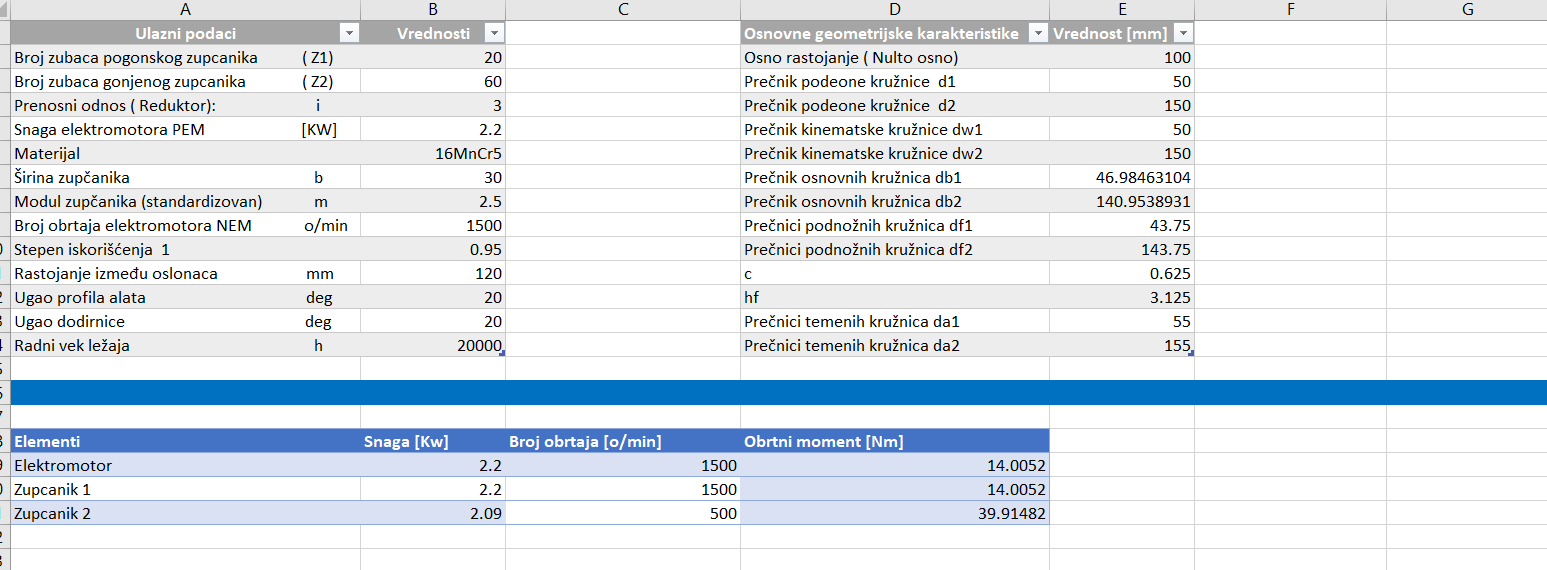 A B C D E F G
Ulazni podaci Vrednosti Osnovne geometrijske karakteristike Vrednost [mm]
Broj zubaca pogonskog zupcanika ( Z1) 20 Osno rastojanje ( Nulto osno) 100
Broj zubaca gonjenog zupcanika ( Z2) 60 Prečnik podeone kružnice d1 50
Prenosni odnos ( Reduktor): i 3 Prečnik podeone kružnice d2 150
Snaga elektromotora PEM [KW] 2.2 Prečnik kinematske kružnice dw1 50
Materijal 16MnCr5 Prečnik kinematske kružnice dw2 150
Širina zupčanika b 30 Prečnik osnovnih kružnica db1 46.98463104
Modul zupčanika (standardizovan) m 2.5 Prečnik osnovnih kružnica db2 140.9538931
Broj obrtaja elektromotora NEM o/min 1500 Prečnici podnožnih kružnica df1 43.75
Stepen iskorišćenja 1 0.95 Prečnici podnožnih kružnica df2 143.75
Rastojanje između oslonaca mm 120 c 0.625
Ugao profila alata deg 20 hf 3.125
Ugao dodirnice deg 20 Prečnici temenih kružnica da1 55
Radni vek ležaja h 20000 Prečnici temenih kružnica da2 155
Elementi Snaga [Kw] Broj obrtaja [o/min] Obrtni moment [Nm]
Elektromotor 2.2 1500 14.0052
Zupcanik 1 2.2 1500 14.0052
Zupcanik 2 2.09 500 39.91482